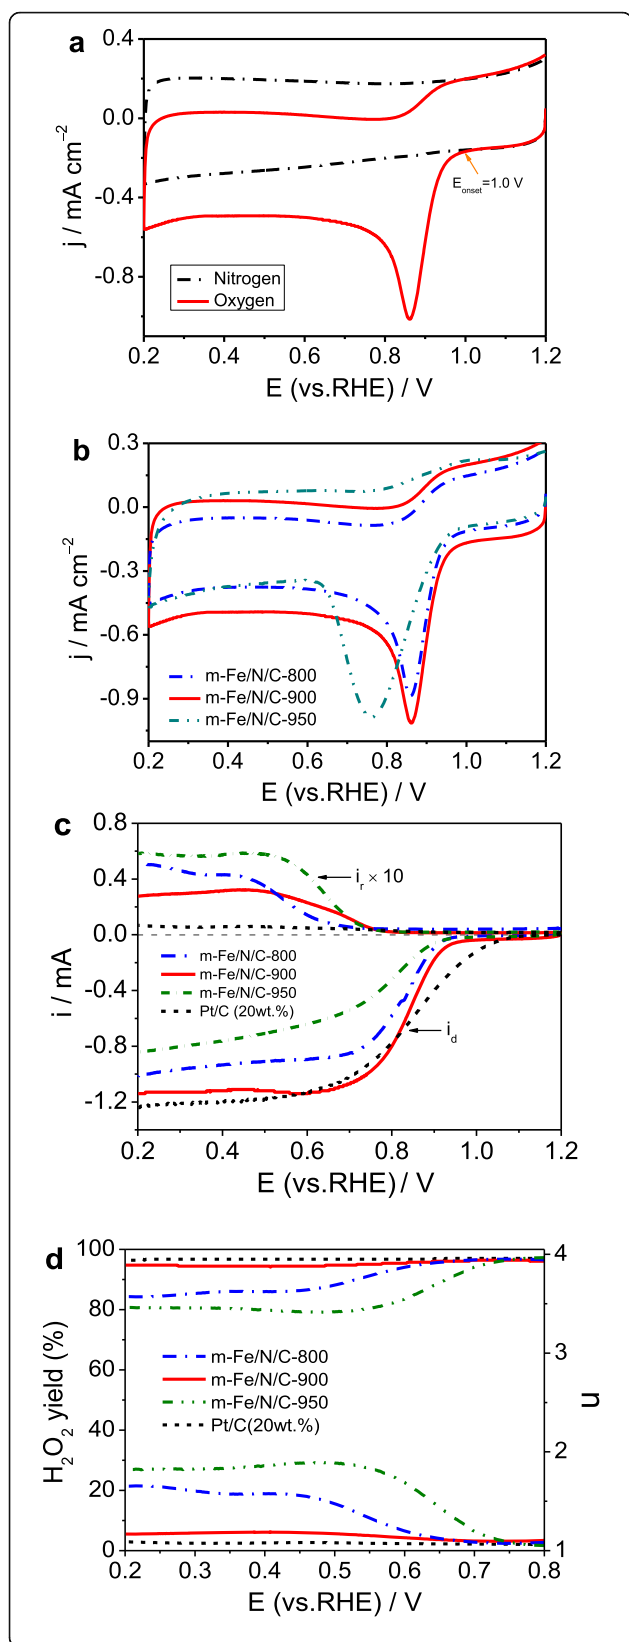 a
0.4
0.0
-0.4
-0.8
j / mA cm⁻²
E_onset=1.0 V
Nitrogen
Oxygen
0.2 0.4 0.6 0.8 1.0 1.2
E (vs.RHE) / V
b
0.3
0.0
-0.3
-0.6
-0.9
j / mA cm⁻²
m-Fe/N/C-800
m-Fe/N/C-900
m-Fe/N/C-950
0.2 0.4 0.6 0.8 1.0 1.2
E (vs.RHE) / V
c
0.8
0.4
0.0
-0.4
-0.8
-1.2
i / mA
i_r × 10
m-Fe/N/C-800
m-Fe/N/C-900
m-Fe/N/C-950
Pt/C (20wt.%)
i_d
0.2 0.4 0.6 0.8 1.0 1.2
E (vs.RHE) / V
d
100
80
60
40
20
0
H₂O₂ yield (%)
m-Fe/N/C-800
m-Fe/N/C-900
m-Fe/N/C-950
Pt/C(20wt.%)
4
3
2
1
n
0.2 0.3 0.4 0.5 0.6 0.7 0.8
E (vs.RHE) / V